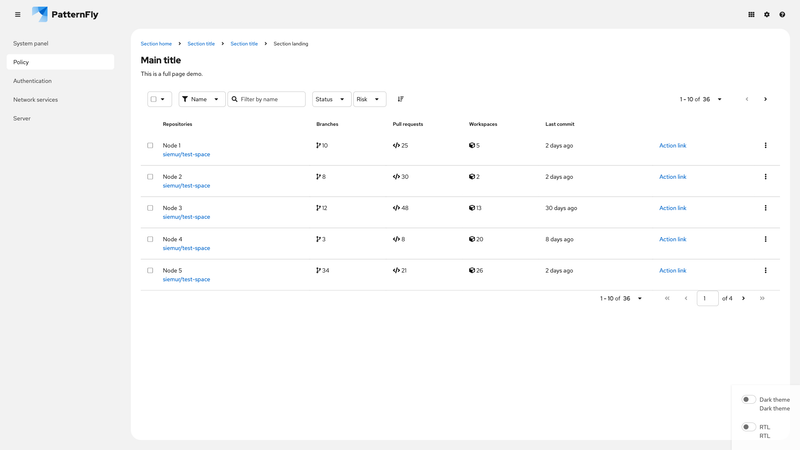 PatternFly
System panel
Policy
Authentication
Network services
Server
Section home > Section title > Section title > Section landing
Main title
This is a full page demo.
Name Filter by name Status Risk 1 - 10 of 36
Repositories Branches Pull requests Workspaces Last commit
Node 1 10 25 5 2 days ago Action link
siemur/test-space
Node 2 8 30 2 2 days ago Action link
siemur/test-space
Node 3 12 48 13 30 days ago Action link
siemur/test-space
Node 4 3 8 20 8 days ago Action link
siemur/test-space
Node 5 34 21 26 2 days ago Action link
siemur/test-space
1 - 10 of 36 1 of 4
Dark theme
Dark theme
RTL
RTL